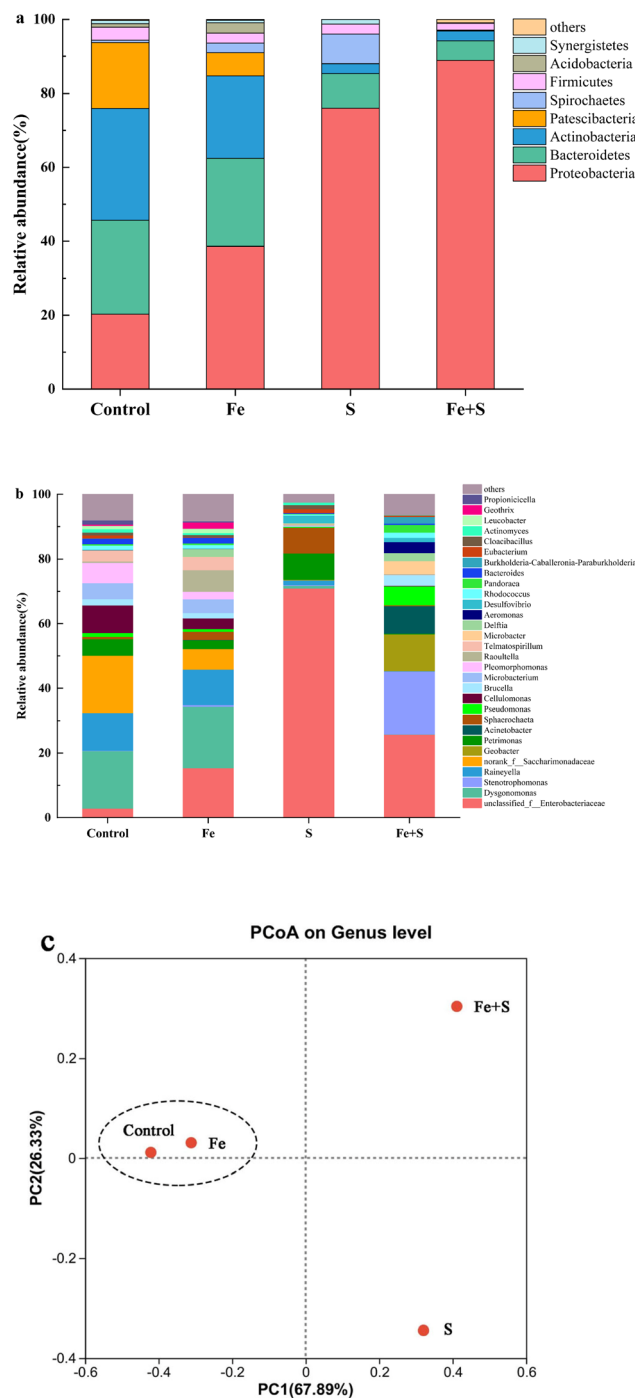 a
Relative abundance(%)
100
80
60
40
20
0
Control
Fe
S
Fe+S
others
Synergistetes
Acidobacteria
Firmicutes
Spirochaetes
Patescibacteria
Actinobacteria
Bacteroidetes
Proteobacteria
b
Relative abundance(%)
100
80
60
40
20
0
Control
Fe
S
Fe+S
others
Propionicicella
Geothrix
Leucobacter
Actinomyces
Cloacibacillus
Eubacterium
Burkholderia-Caballeronia-Paraburkholderia
Bacteroides
Pandoraea
Rhodococcus
Desulfovibrio
Aeromonas
Delftia
Microbacter
Telmatospirillum
Raoultella
Pleomorphomonas
Microbacterium
Brucella
Cellulomonas
Pseudomonas
Sphaerochaeta
Acinetobacter
Petrimonas
Geobacter
norank_f__Saccharimonadaceae
Raineyella
Stenotrophomonas
Dysgonomonas
unclassified_f__Enterobacteriaceae
c
PCoA on Genus level
PC2(26.33%)
0.4
0.2
0
-0.2
-0.4
Fe+S
Control
Fe
S
-0.6
-0.4
-0.2
0
0.2
0.4
0.6
PC1(67.89%)